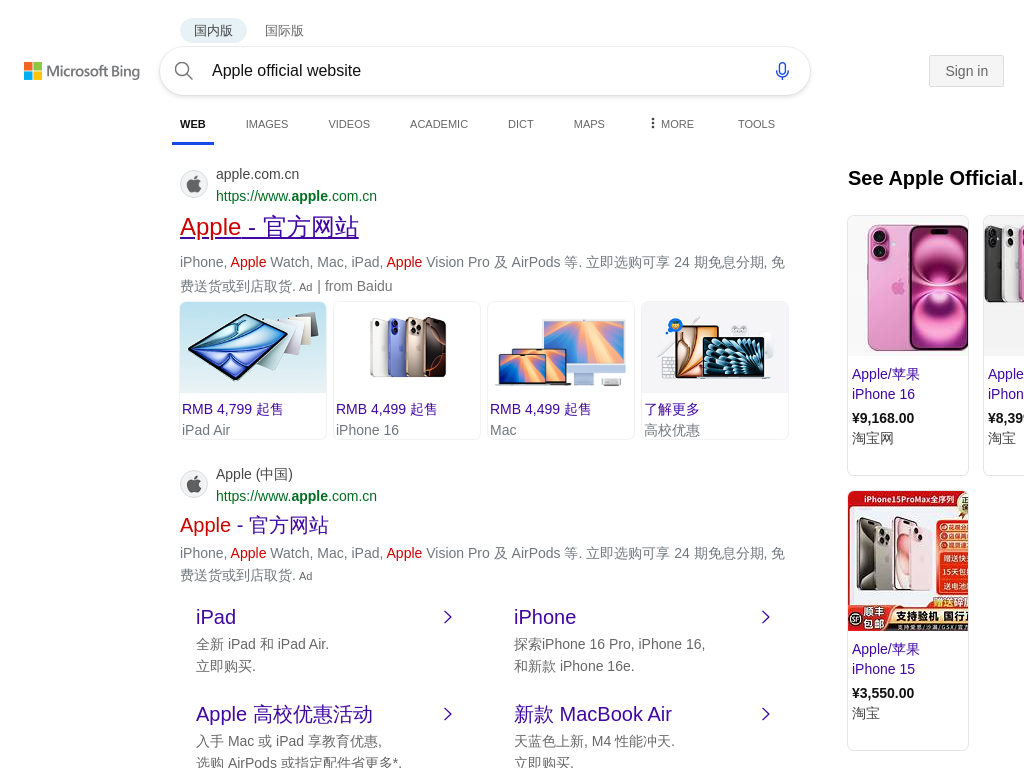 国内版
国际版
Microsoft Bing
Apple official website
Sign in
WEB
IMAGES
VIDEOS
ACADEMIC
DICT
MAPS
MORE
TOOLS
apple.com.cn
https://www.apple.com.cn
Apple - 官方网站
iPhone, Apple Watch, Mac, iPad, Apple Vision Pro 及 AirPods 等. 立即选购可享 24 期免息分期, 免
费送货或到店取货. Ad | from Baidu
RMB 4,799 起售
iPad Air
RMB 4,499 起售
iPhone 16
RMB 4,499 起售
Mac
了解更多
高校优惠
Apple (中国)
https://www.apple.com.cn
Apple - 官方网站
iPhone, Apple Watch, Mac, iPad, Apple Vision Pro 及 AirPods 等. 立即选购可享 24 期免息分期, 免
费送货或到店取货. Ad
iPad
全新 iPad 和 iPad Air.
立即购买.
iPhone
探索iPhone 16 Pro, iPhone 16,
和新款 iPhone 16e.
Apple 高校优惠活动
入手 Mac 或 iPad 享教育优惠,
选购 AirPods 或指定配件省更多*.
新款 MacBook Air
天蓝色上新, M4 性能冲天.
立即购买.
See Apple Official…
Apple/苹果
iPhone 16
¥9,168.00
淘宝网
Apple
iPhon
¥8,399
淘宝
iPhone15ProMax全序列
赠送快
15天包
送电池
赠送碎屏
顺丰
包邮
支持验机 国行正
Apple/苹果
iPhone 15
¥3,550.00
淘宝